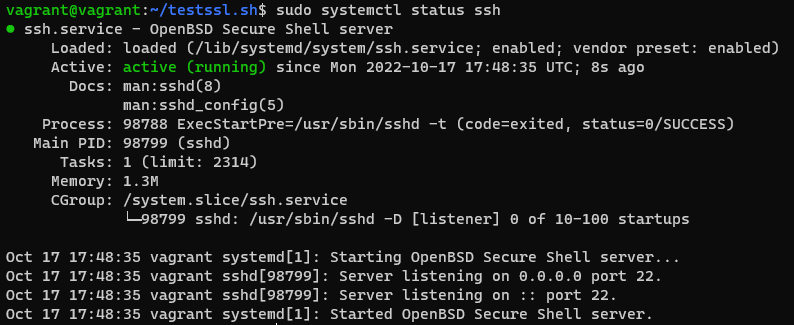 vagrant@vagrant:~/testssl.sh$ sudo systemctl status ssh
● ssh.service - OpenBSD Secure Shell server
     Loaded: loaded (/lib/systemd/system/ssh.service; enabled; vendor preset: enabled)
     Active: active (running) since Mon 2022-10-17 17:48:35 UTC; 8s ago
       Docs: man:sshd(8)
             man:sshd_config(5)
    Process: 98788 ExecStartPre=/usr/sbin/sshd -t (code=exited, status=0/SUCCESS)
   Main PID: 98799 (sshd)
      Tasks: 1 (limit: 2314)
     Memory: 1.3M
     CGroup: /system.slice/ssh.service
             └─98799 sshd: /usr/sbin/sshd -D [listener] 0 of 10-100 startups

Oct 17 17:48:35 vagrant systemd[1]: Starting OpenBSD Secure Shell server...
Oct 17 17:48:35 vagrant sshd[98799]: Server listening on 0.0.0.0 port 22.
Oct 17 17:48:35 vagrant sshd[98799]: Server listening on :: port 22.
Oct 17 17:48:35 vagrant systemd[1]: Started OpenBSD Secure Shell server.